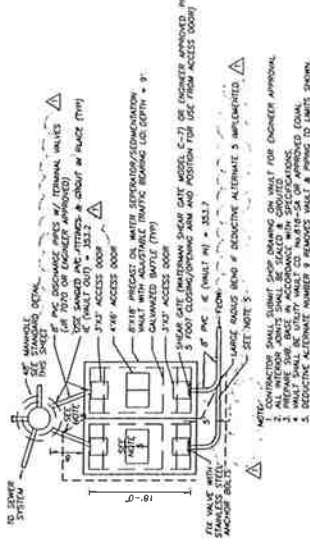 TO SEWER
SYSTEM
48" MANHOLE
SEE STANDARD DETAIL
THIS SHEET
8" PVC DISCHARGE PIPES W/ TERMINAL VALVES
(JR 7070 OR ENGINEER APPROVED)
USE SANDED PVC FITTINGS & GROUT IN PLACE (TYP)
IE (VAULT OUT) = 353.2
3'X3' ACCESS DOOR
4'X6' ACCESS DOOR
8'X18' PRECAST OIL WATER SEPERATOR/SEDIMENTATION
VAULT WITH ADJUSTABLE TRAFFIC BEARING LID; DEPTH = 9'
GALVANIZED BAFFLE (TYP)
3'X3' ACCESS DOOR
SHEAR GATE (WATERMAN SHEAR GATE MODEL C-7) OR ENGINEER APPROVED.
5 FOOT CLOSING/OPENING ARM AND POSITION FOR USE FROM ACCESS DOOR)
8" PVC IE (VAULT IN) = 353.7
FLOW
LARGE RADIUS BEND IF DEDUCTIVE ALTERNATE 5 IMPLEMENTED
SEE NOTE 5
SEE
NOTE
SEE
NOTE
5
18'-0"
5'
FIX VALVE WITH
STAINLESS STEEL
ANCHOR BOLTS
NOTE:
1. CONTRACTOR SHALL SUBMIT SHOP DRAWING ON VAULT FOR ENGINEER APPROVAL
2. ALL INTERIOR JOINTS SHALL BE SEALED & GROUTED.
3. PREPARE SUB BASE IN ACCORDANCE WITH SPECIFICATIONS.
4. VAULT SHALL BE UTILITY VAULT CO. No. 818-SA OR APPROVED EQUAL.
5. DEDUCTIVE ALTERNATE NUMBER 8 REMOVES VAULT & PIPING TO LIMITS SHOWN.